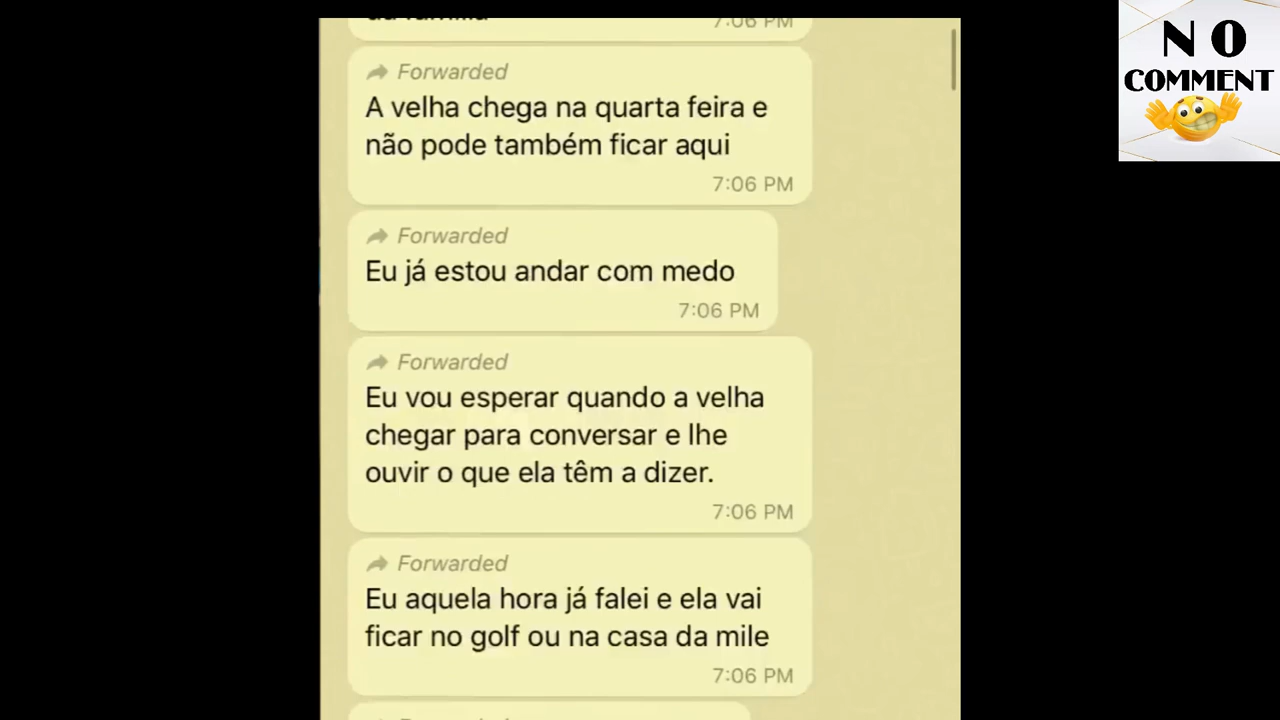 7:06 PM
Forwarded
A velha chega na quarta feira e
não pode também ficar aqui
7:06 PM
Forwarded
Eu já estou andar com medo
7:06 PM
Forwarded
Eu vou esperar quando a velha
chegar para conversar e lhe
ouvir o que ela têm a dizer.
7:06 PM
Forwarded
Eu aquela hora já falei e ela vai
ficar no golf ou na casa da mile
7:06 PM
NO
COMMENT